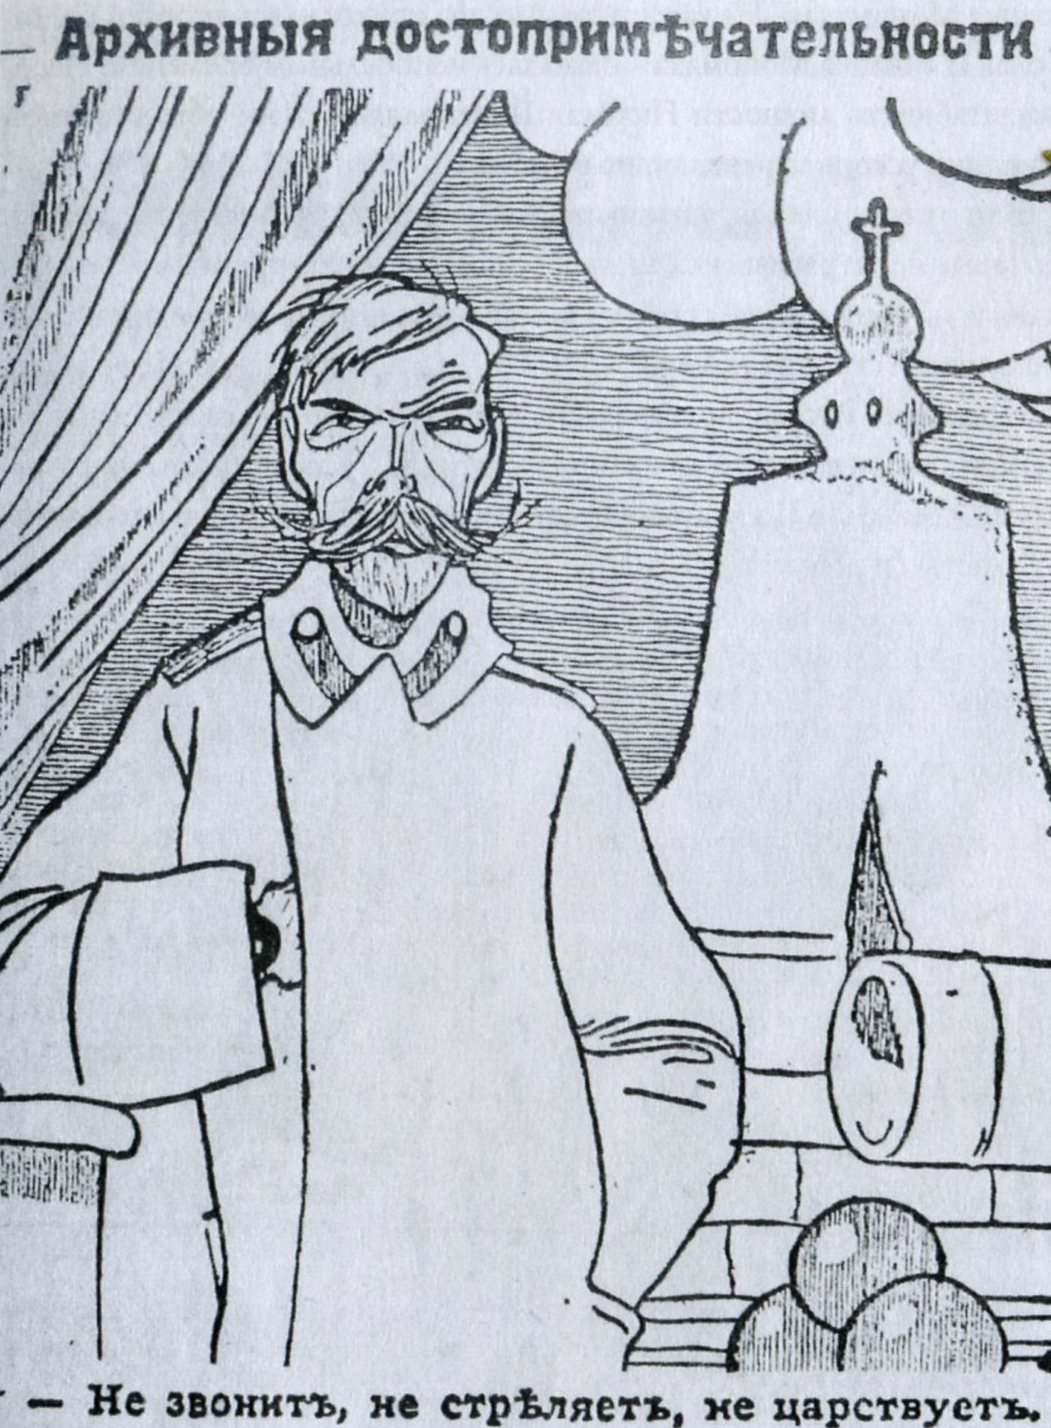 — Архивныя достопримѣчательности
— Не звонитъ, не стрѣляетъ, не царствуетъ.